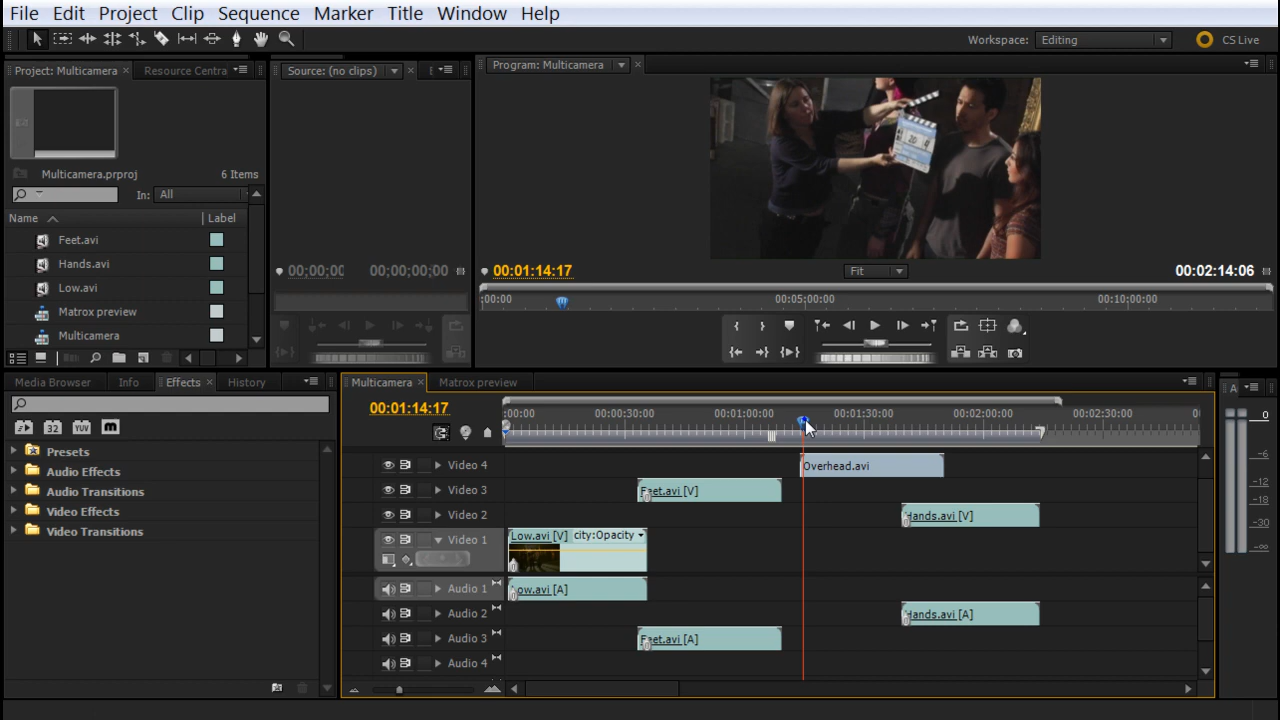 File Edit Project Clip Sequence Marker Title Window Help
Workspace: Editing CS Live
Project: Multicamera Resource Centra
Source: (no clips)
Program: Multicamera
Multicamera.prproj 6 Items
In: All
Name Label
Feet.avi
Hands.avi
Low.avi
Matrox preview
Multicamera
00;00;00 00;00;00;00
00:01:14:17 Fit 00:02:14:06
:00:00 00:05:00:00 00:10:00:00
Media Browser Info Effects History
32 YUV
Presets
Audio Effects
Audio Transitions
Video Effects
Video Transitions
Multicamera Matrox preview
00:01:14:17
:00:00 00:00:30:00 00:01:00:00 00:01:30:00 00:02:00:00 00:02:30:00
Video 4 Overhead.avi
Video 3 Feet.avi [V]
Video 2 Hands.avi [V]
Video 1 Low.avi [V] city:Opacity
Audio 1 Low.avi [A]
Audio 2 Hands.avi [A]
Audio 3 Feet.avi [A]
Audio 4
A
0
-6
-12
-18
-30
-∞